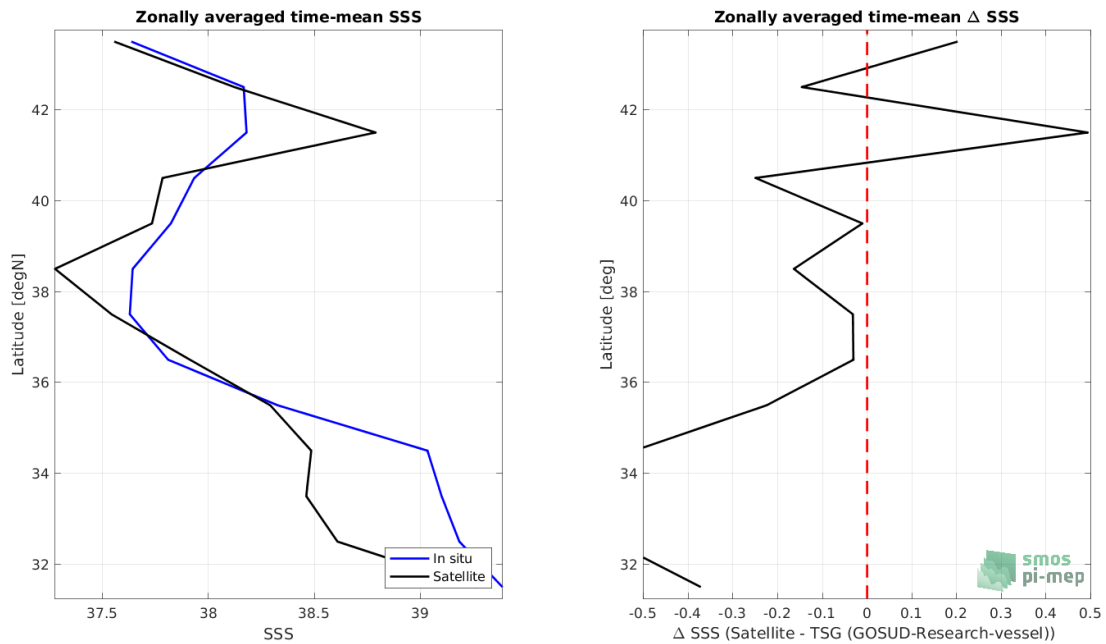 Zonally averaged time-mean SSS
42
40
38
36
34
32
Latitude [degN]
37.5
38
38.5
39
SSS
In situ
Satellite
Zonally averaged time-mean Δ SSS
42
40
38
36
34
32
Latitude [deg]
-0.5
-0.4
-0.3
-0.2
-0.1
0
0.1
0.2
0.3
0.4
0.5
Δ SSS (Satellite - TSG (GOSUD-Research-vessel))
smos
pi-mep